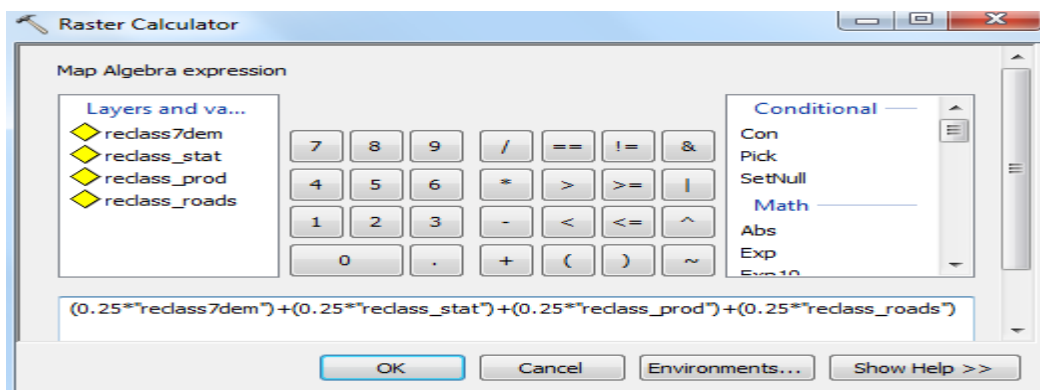 Raster Calculator
Map Algebra expression
Layers and va...
reclass7dem
reclass_stat
reclass_prod
reclass_roads
7 8 9 / == != &
4 5 6 * > >= |
1 2 3 - < <= ^
0 . + ( ) ~
Conditional
Con
Pick
SetNull
Math
Abs
Exp
Exp10
(0.25*"reclass7dem")+(0.25*"reclass_stat")+(0.25*"reclass_prod")+(0.25*"reclass_roads")
OK Cancel Environments... Show Help >>